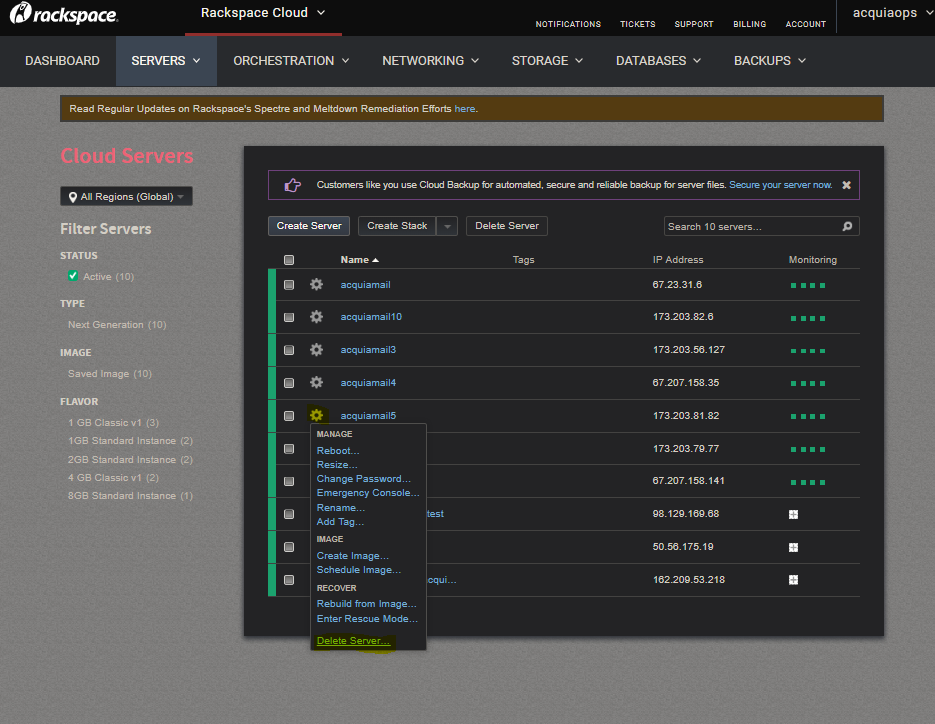 rackspace.
Rackspace Cloud
NOTIFICATIONS TICKETS SUPPORT BILLING ACCOUNT
acquiaops
DASHBOARD SERVERS ORCHESTRATION NETWORKING STORAGE DATABASES BACKUPS
Read Regular Updates on Rackspace's Spectre and Meltdown Remediation Efforts here.
Cloud Servers
All Regions (Global)
Filter Servers
STATUS
Active (10)
TYPE
Next Generation (10)
IMAGE
Saved Image (10)
FLAVOR
1 GB Classic v1 (3)
1GB Standard Instance (2)
2GB Standard Instance (2)
4 GB Classic v1 (2)
8GB Standard Instance (1)
Customers like you use Cloud Backup for automated, secure and reliable backup for server files. Secure your server now.
Create Server Create Stack Delete Server Search 10 servers...
Name Tags IP Address Monitoring
acquiamail 67.23.31.6
acquiamail10 173.203.82.6
acquiamail3 173.203.56.127
acquiamail4 67.207.158.35
acquiamail5 173.203.81.82
173.203.79.77
67.207.158.141
test 98.129.169.68
50.56.175.19
cqui... 162.209.53.218
MANAGE
Reboot...
Resize...
Change Password...
Emergency Console...
Rename...
Add Tag...
IMAGE
Create Image...
Schedule Image...
RECOVER
Rebuild from Image...
Enter Rescue Mode...
Delete Server...